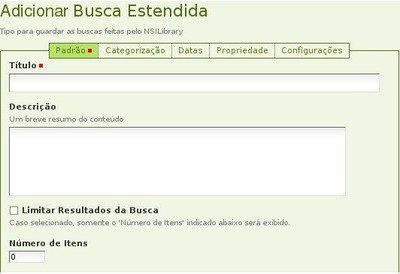 Adicionar Busca Estendida
Tipo para guardar as buscas feitas pelo NSILibrary
Padrão Categorização Datas Propriedade Configurações
Título
Descrição
Um breve resumo do conteúdo
Limitar Resultados da Busca
Caso selecionado, somente o 'Número de Itens' indicado abaixo serà exibido.
Número de Itens
0